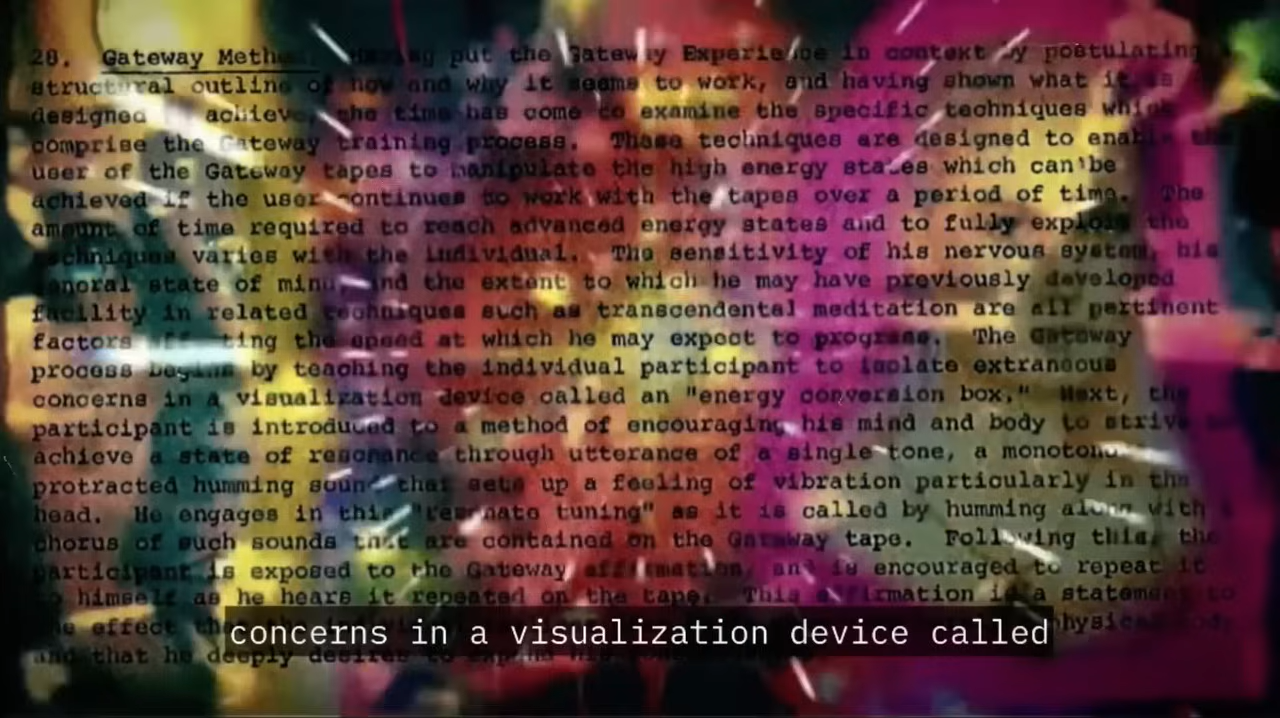 28. Gateway Method. Having put the Gateway Experience in context by postulating
structural outline of how and why it seems to work, and having shown what it is
designed achieve, the time has come to examine the specific techniques which
comprise the Gateway training process. These techniques are designed to enable the
user of the Gateway tapes to manipulate the high energy states which can be
achieved if the user continues to work with the tapes over a period of time. The
amount of time required to reach advanced energy states and to fully exploit the
techniques varies with the individual. The sensitivity of his nervous system, his
general state of mind and the extent to which he may have previously developed
facility in related techniques such as transcendental meditation are all pertinent
factors affecting the speed at which he may expect to progress. The Gateway
process begins by teaching the individual participant to isolate extraneous
concerns in a visualization device called an "energy conversion box." Next, the
participant is introduced to a method of encouraging his mind and body to strive
achieve a state of resonance through utterance of a single tone, a monotonous
protracted humming sound that sets up a feeling of vibration particularly in the
head. He engages in this "resonate tuning" as it is called by humming along with
chorus of such sounds that are contained on the Gateway tape. Following this, the
participant is exposed to the Gateway affirmation, and is encouraged to repeat it
to himself as he hears it repeated on the tape. This affirmation is a statement to
the effect physical
and that he deeply desires to expand his
concerns in a visualization device called